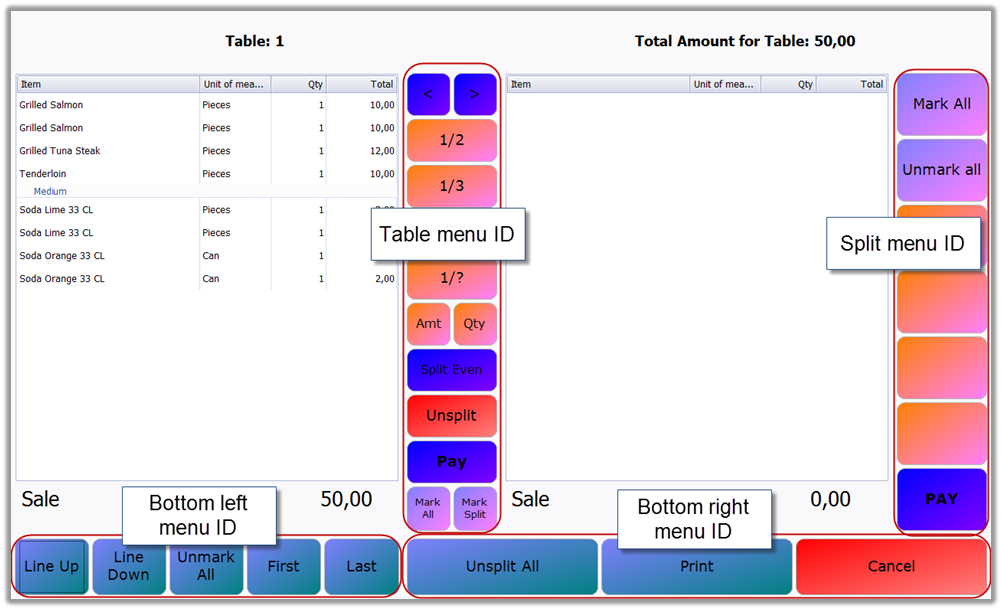 Table: 1
Total Amount for Table: 50,00
Item Unit of mea... Qty Total
Grilled Salmon Pieces 1 10,00
Grilled Salmon Pieces 1 10,00
Grilled Tuna Steak Pieces 1 12,00
Tenderloin Pieces 1 10,00
Medium
Soda Lime 33 CL Pieces 1
Soda Lime 33 CL Pieces 1
Soda Orange 33 CL Can 1
Soda Orange 33 CL Can 1 2,00
Sale 50,00
< >
1/2
1/3
Table menu ID
1/?
Amt Qty
Split Even
Unsplit
Pay
Mark All
Mark Split
Item Unit of mea... Qty Total
Sale 0,00
Mark All
Unmark all
Split menu ID
PAY
Bottom left
menu ID
Bottom right
menu ID
Line Up
Line
Down
Unmark
All
First
Last
Unsplit All
Print
Cancel